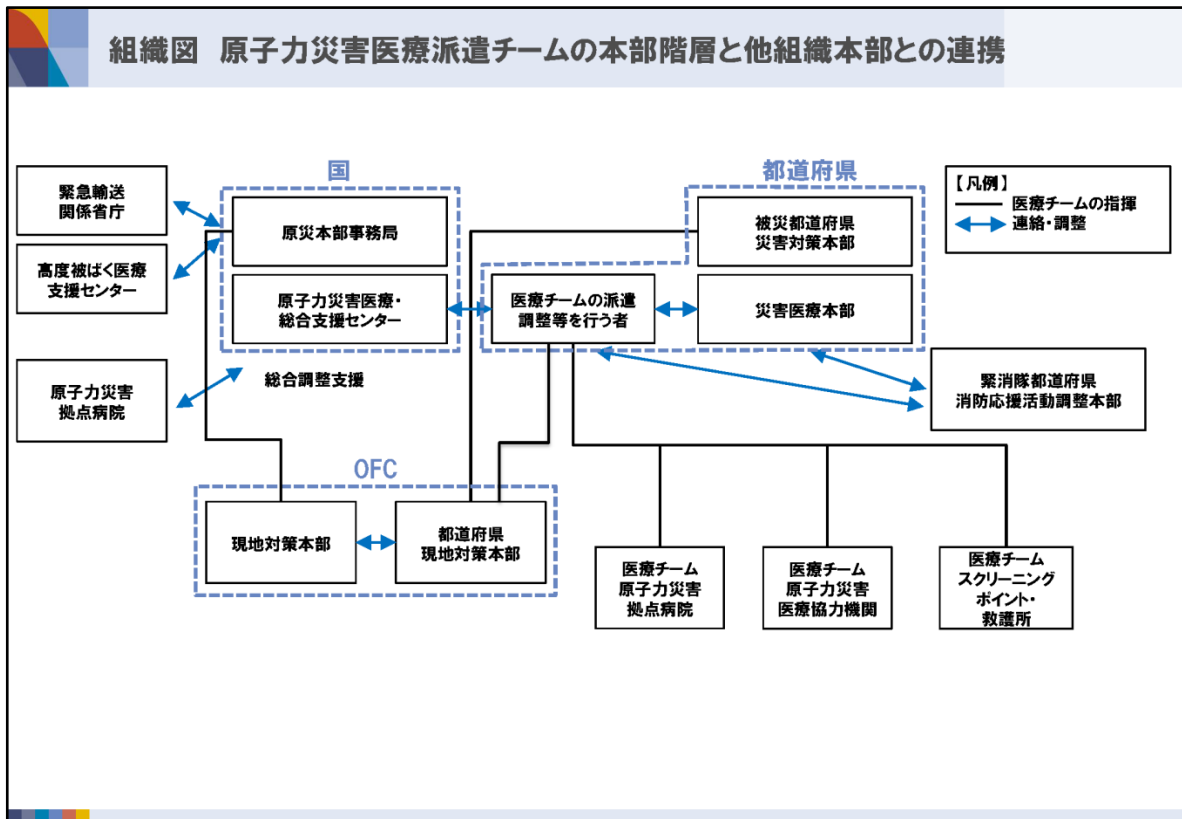 組織図 原子力災害医療派遣チームの本部階層と他組織本部との連携
国
都道府県
緊急輸送
関係省庁
高度被ばく医療
支援センター
原子力災害
拠点病院
原災本部事務局
原子力災害医療・
総合支援センター
総合調整支援
医療チームの派遣
調整等を行う者
被災都道府県
災害対策本部
災害医療本部
【凡例】
医療チームの指揮
連絡・調整
緊消隊都道府県
消防応援活動調整本部
OFC
現地対策本部
都道府県
現地対策本部
医療チーム
原子力災害
拠点病院
医療チーム
原子力災害
医療協力機関
医療チーム
スクリーニング
ポイント・
救護所